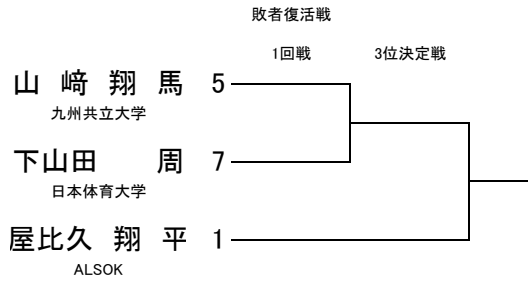 敗者復活戦
1回戦 3位決定戦
山 﨑 翔 馬 5
九州共立大学
下山田 周 7
日本体育大学
屋比久 翔 平 1
ALSOK